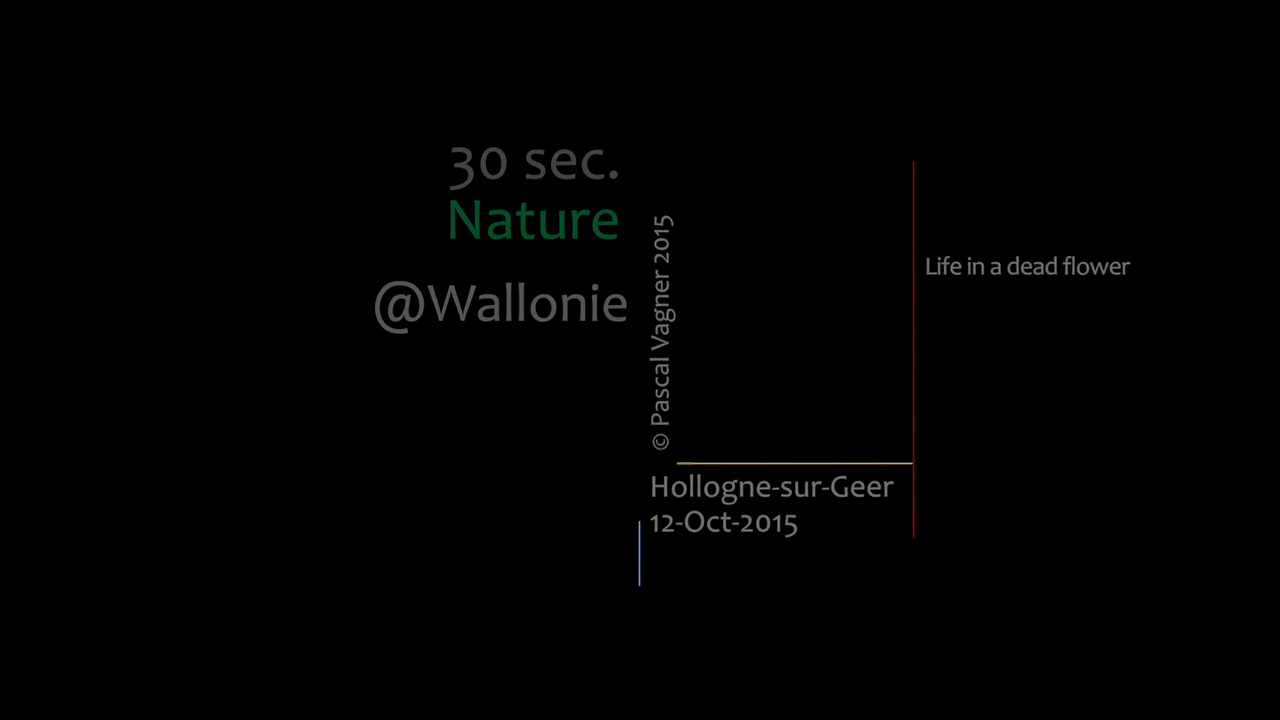 30 sec.
Nature
@Wallonie
© Pascal Vagner 2015
Life in a dead flower
Hollogne-sur-Geer
12-Oct-2015